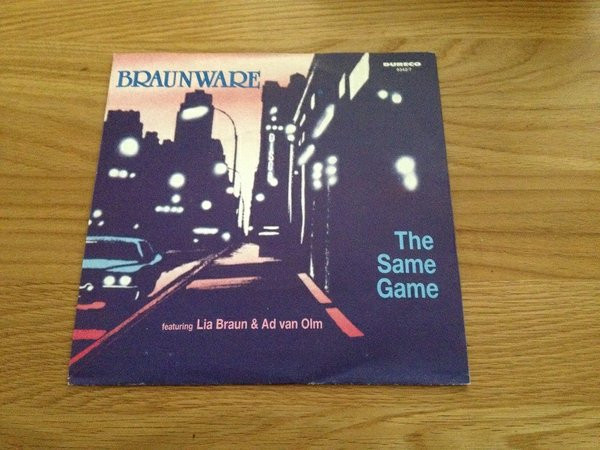 BRAUNWARE
DURECO
The
Same
Game
featuring Lia Braun & Ad van Olm